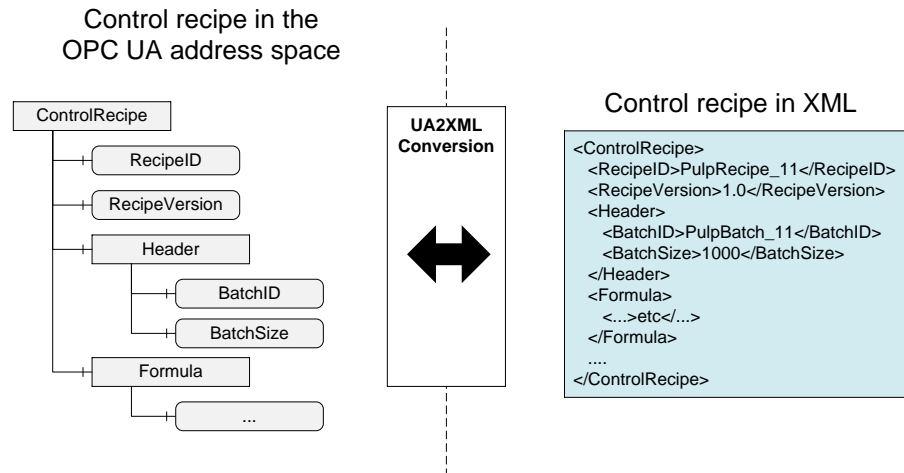 Control recipe in the
OPC UA address space
ControlRecipe
RecipeID
RecipeVersion
Header
BatchID
BatchSize
Formula
...
UA2XML
Conversion
Control recipe in XML
<ControlRecipe>
<RecipeID>PulpRecipe_11</RecipeID>
<RecipeVersion>1.0</RecipeVersion>
<Header>
<BatchID>PulpBatch_11</BatchID>
<BatchSize>1000</BatchSize>
</Header>
<Formula>
<...>etc</...>
</Formula>
....
</ControlRecipe>